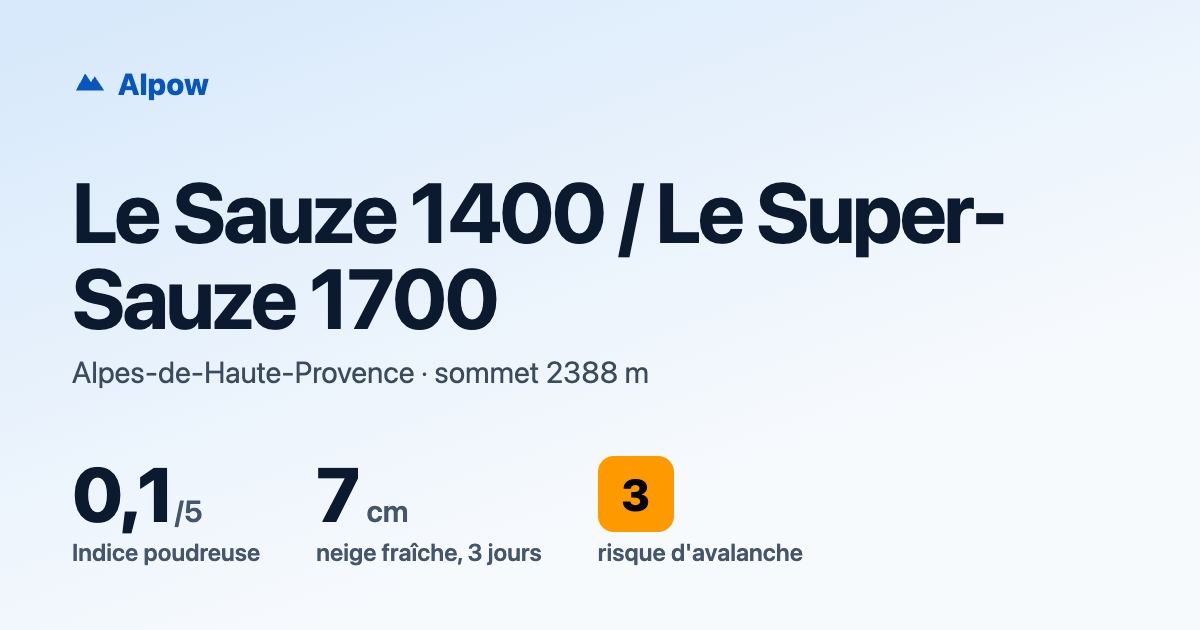 Alpow
Le Sauze 1400 / Le Super-
Sauze 1700
Alpes-de-Haute-Provence · sommet 2388 m
0,1/5
Indice poudreuse
7 cm
neige fraîche, 3 jours
3
risque d'avalanche